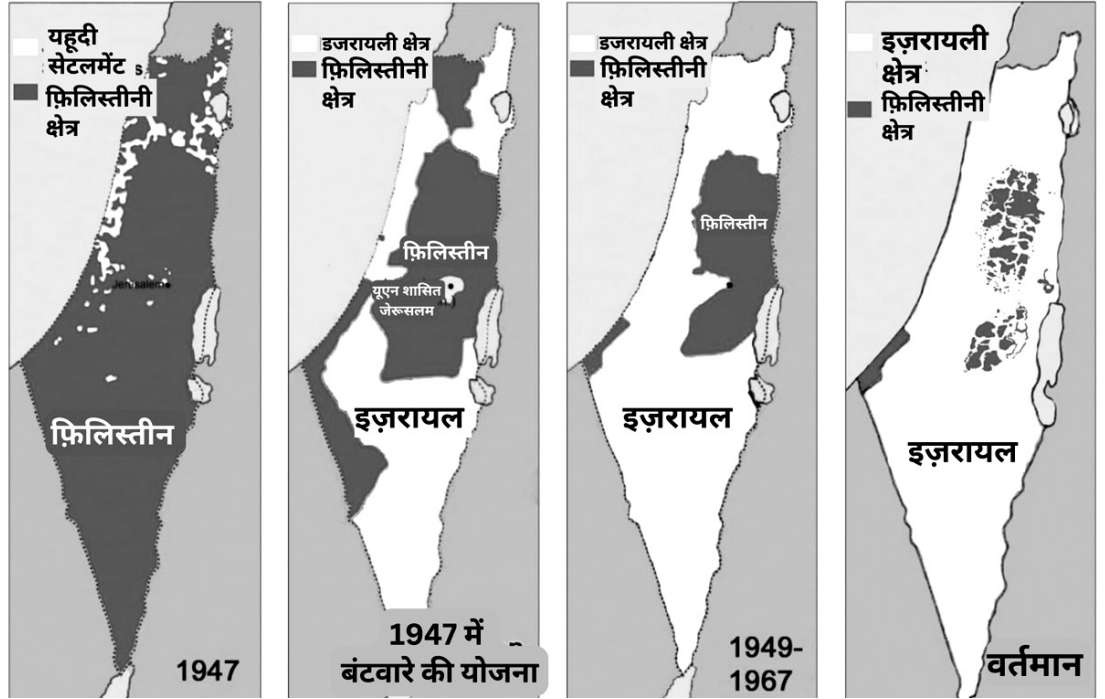 यहूदी
सेटलमेंट
फ़िलिस्तीनी
क्षेत्र
Jerusalem
फ़िलिस्तीन
1947
इजरायली क्षेत्र
फ़िलिस्तीनी
क्षेत्र
फ़िलिस्तीन
यूएन शासित
जेरूसलम
इज़रायल
1947 में
बंटवारे की योजना
इजरायली क्षेत्र
फ़िलिस्तीनी
क्षेत्र
फ़िलिस्तीन
इज़रायल
1949-
1967
इज़रायली
क्षेत्र
फ़िलिस्तीनी
क्षेत्र
इज़रायल
वर्तमान